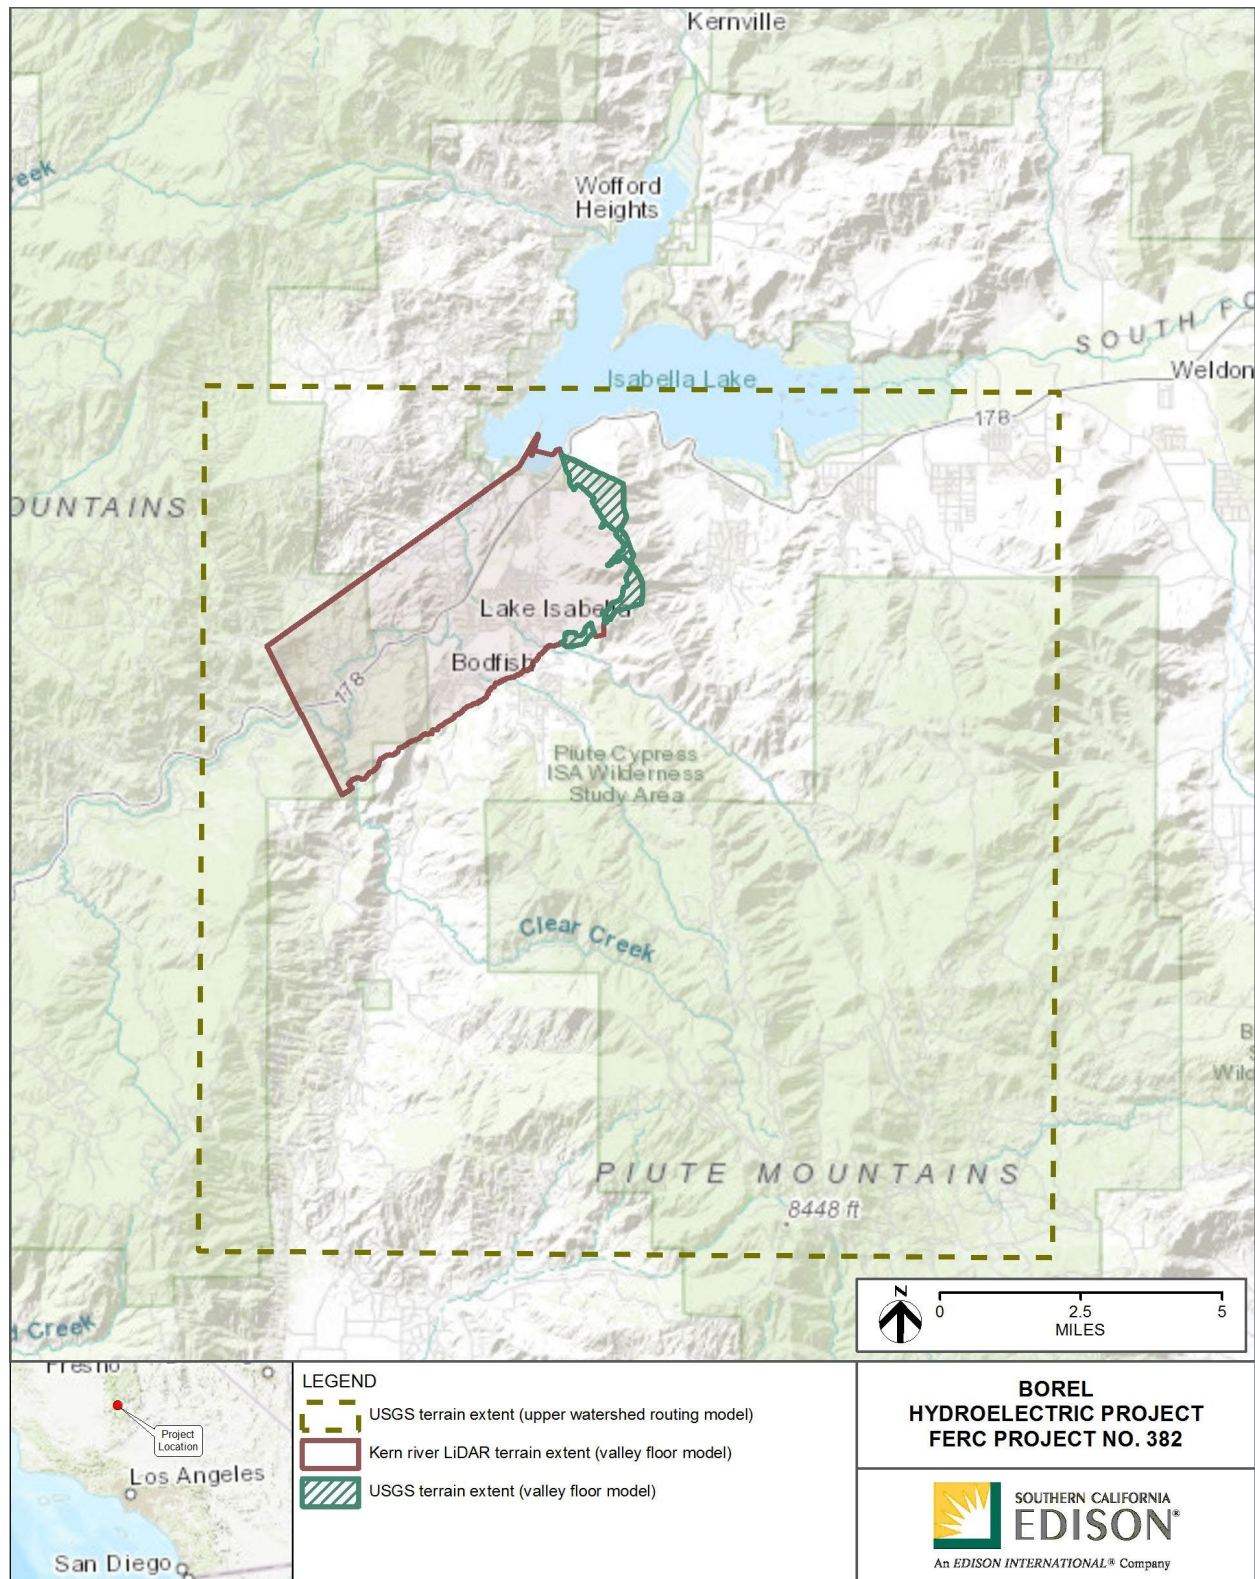 Kernville
eek
Wofford
Heights
SOUTH FO
Weldon
Isabella Lake
178
OUNTAINS
Lake Isabella
Bodfish
178
Piute Cypress
ISA Wilderness
Study Area
Clear Creek
B
Wild
PIUTE MOUNTAINS
8448 ft
d Creek
N
0 2.5 5
MILES
Fresno
Project
Location
Los Angeles
San Diego
LEGEND
USGS terrain extent (upper watershed routing model)
Kern river LiDAR terrain extent (valley floor model)
USGS terrain extent (valley floor model)
BOREL
HYDROELECTRIC PROJECT
FERC PROJECT NO. 382
SOUTHERN CALIFORNIA
EDISON®
An EDISON INTERNATIONAL® Company